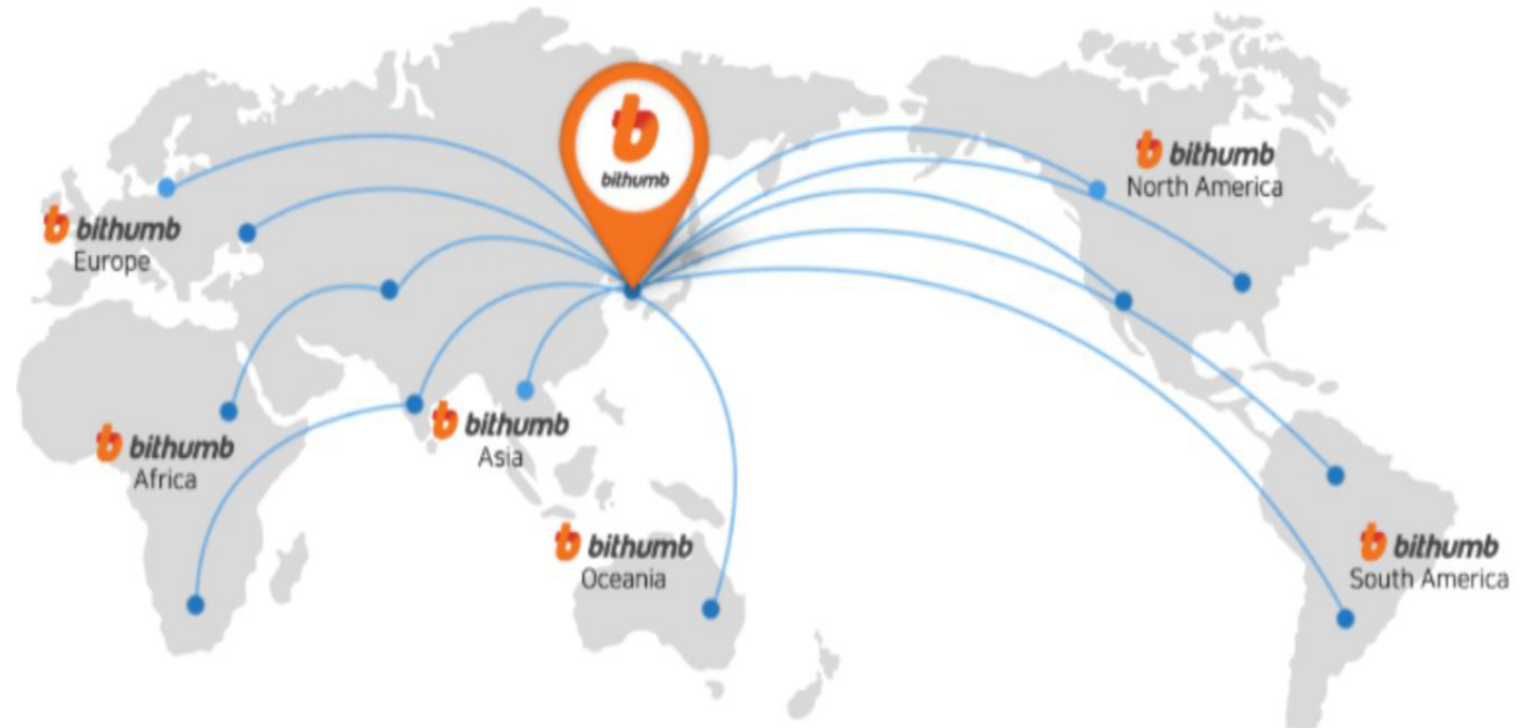 bithumb
bithumb
North America
bithumb
Europe
bithumb
Asia
bithumb
Africa
bithumb
Oceania
bithumb
South America